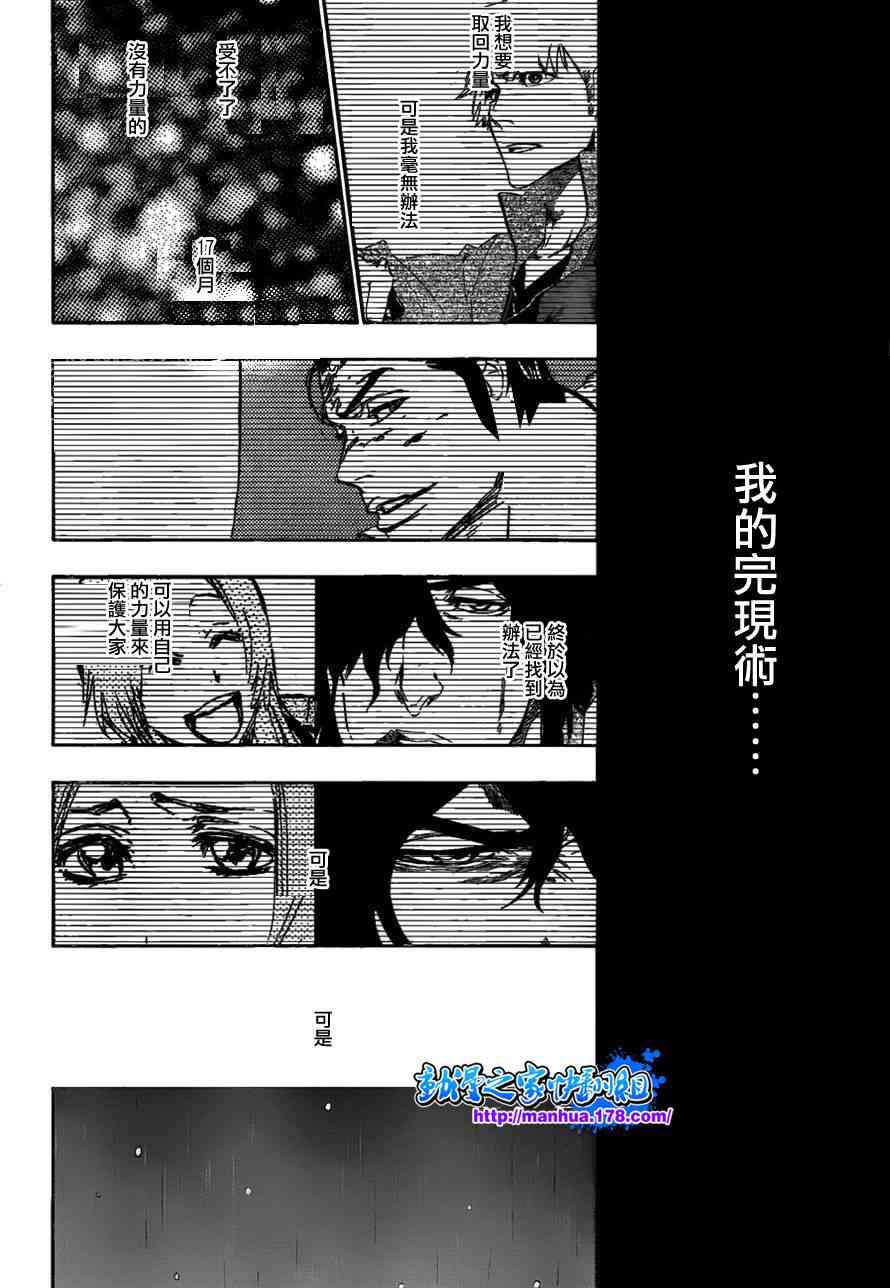 我的完現術……
我想要
取回力量
可是我毫無辦法
受不了了
沒有力量的
17個月
終於以為
已經找到
辦法了
可以用自己
的力量來
保護大家
可是
可是
動漫之家快翻組
http://manhua.178.com/